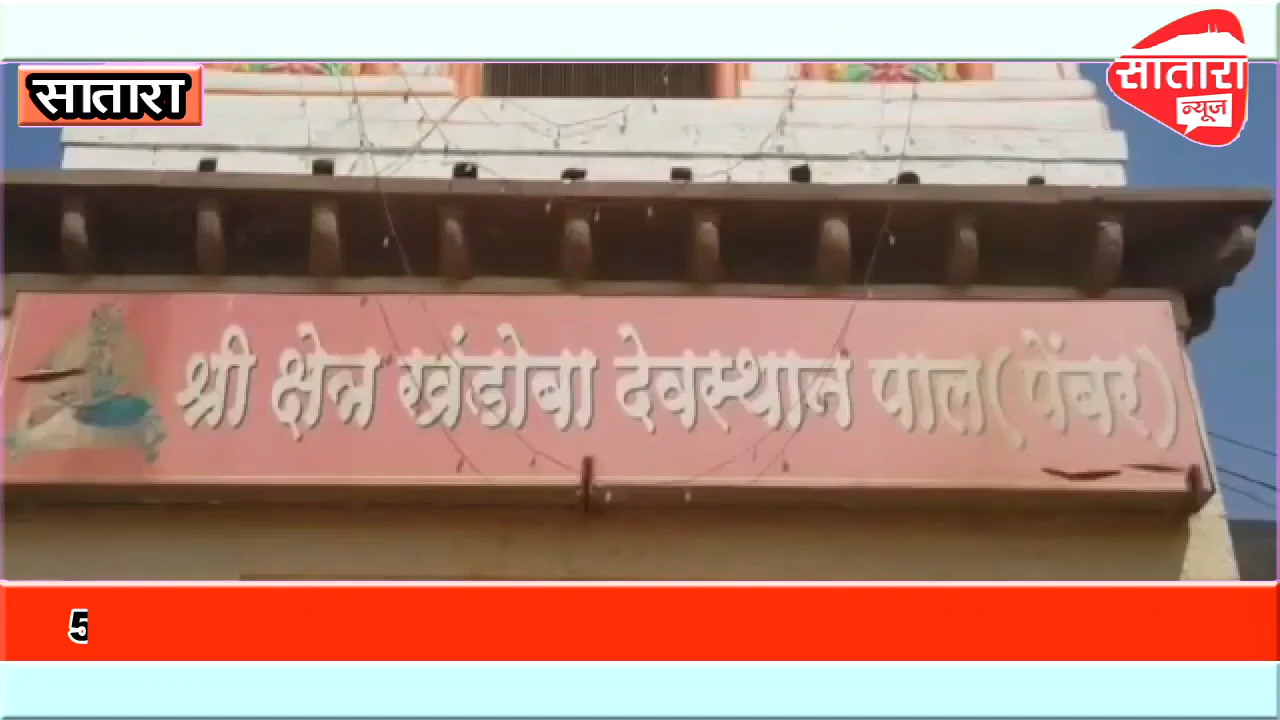 सातारा
सातारा
न्यूज
श्री क्षेत्र खंडोबा देवस्थान पाल (पेंबर)
5